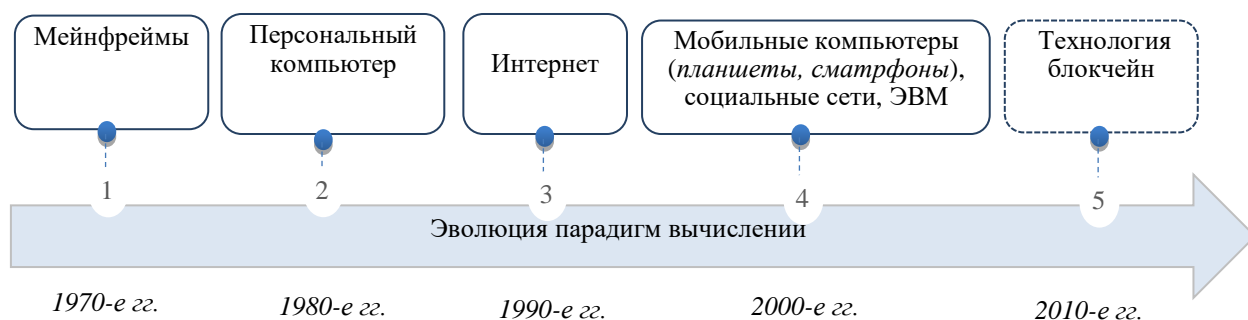 Мейнфреймы
Персональный
компьютер
Интернет
Мобильные компьютеры
(планшеты, сматрфоны),
социальные сети, ЭВМ
Технология
блокчейн
1
2
3
4
5
Эволюция парадигм вычислении
1970-е гг.
1980-е гг.
1990-е гг.
2000-е гг.
2010-е гг.